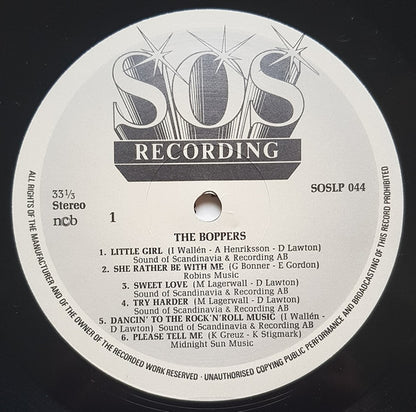 SOS
RECORDING
33⅓
Stereo
ncb
1
SOSLP 044
THE BOPPERS
1. LITTLE GIRL (I Wallén - A Henriksson - D Lawton)
Sound of Scandinavia & Recording AB
2. SHE RATHER BE WITH ME (G Bonner - E Gordon)
Robins Music
3. SWEET LOVE (M Lagerwall - D Lawton)
Sound of Scandinavia & Recording AB
4. TRY HARDER (M Lagerwall - D Lawton)
Sound of Scandinavia & Recording AB
5. DANCIN' TO THE ROCK'N'ROLL MUSIC (I Wallén -
D Lawton) Sound of Scandinavia & Recording AB
6. PLEASE TELL ME (K Greuz - K Stigmark)
Midnight Sun Music
ALL RIGHTS OF THE MANUFACTURER AND OF THE OWNER OF THE RECORDED WORK RESERVED · UNAUTHORISED COPYING PUBLIC PERFORMANCE AND BROADCASTING OF THIS RECORD PROHIBITED